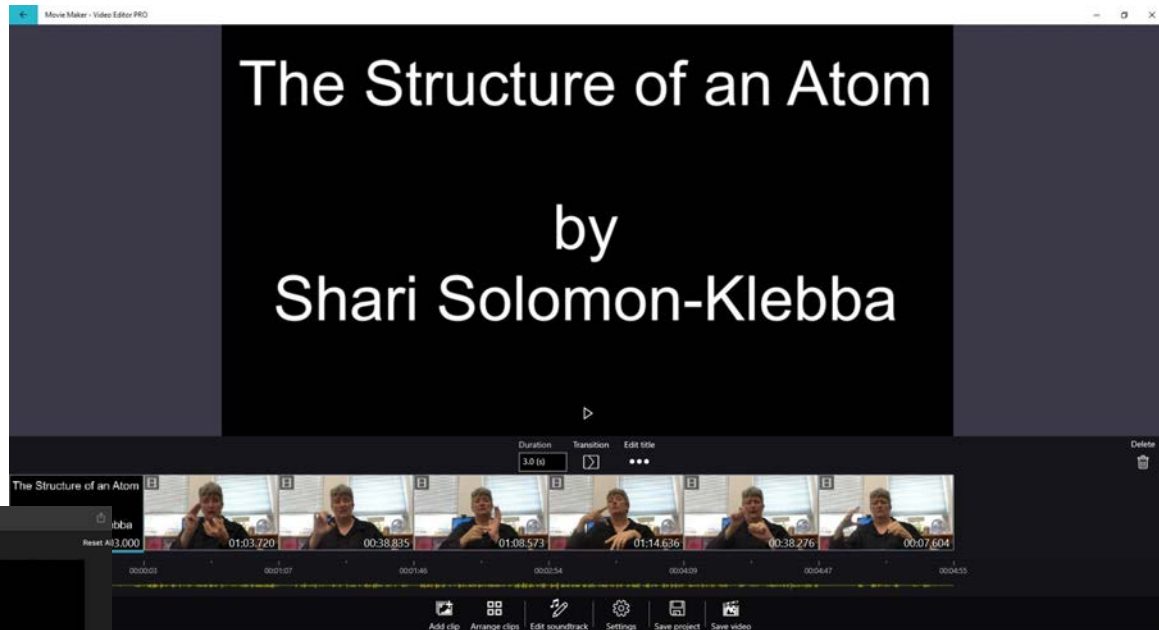 Movie Maker - Video Editor PRO
The Structure of an Atom
by
Shari Solomon-Klebba
Duration
Transition
Edit title
Delete
3.0 (s)
The Structure of an Atom
bba
Reset All
3.000
01:03.720
00:38.835
01:08.573
01:14.636
00:38.276
00:07.604
00:00:03
00:01:07
00:01:46
00:02:54
00:04:09
00:04:47
00:04:55
Add clip
Arrange clips
Edit soundtrack
Settings
Save project
Save video